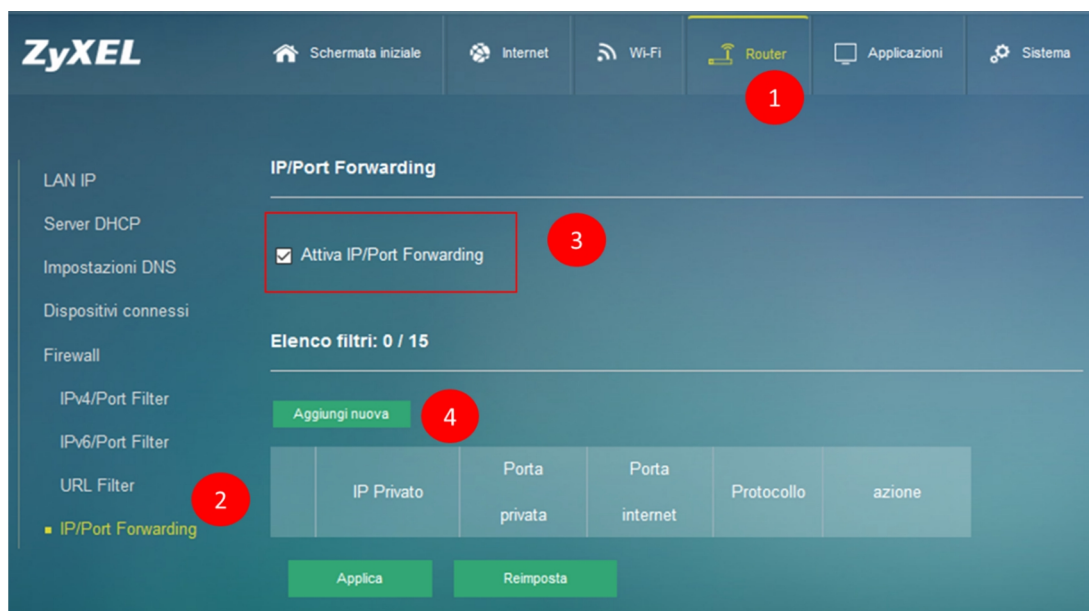 ZyXEL
Schermata iniziale
Internet
Wi-Fi
Router
Applicazioni
Sistema
1
LAN IP
Server DHCP
Impostazioni DNS
Dispositivi connessi
Firewall
IPv4/Port Filter
IPv6/Port Filter
URL Filter
2
IP/Port Forwarding
IP/Port Forwarding
Attiva IP/Port Forwarding
3
Elenco filtri: 0 / 15
Aggiungi nuova
4
IP Privato
Porta
privata
Porta
internet
Protocollo
azione
Applica
Reimposta